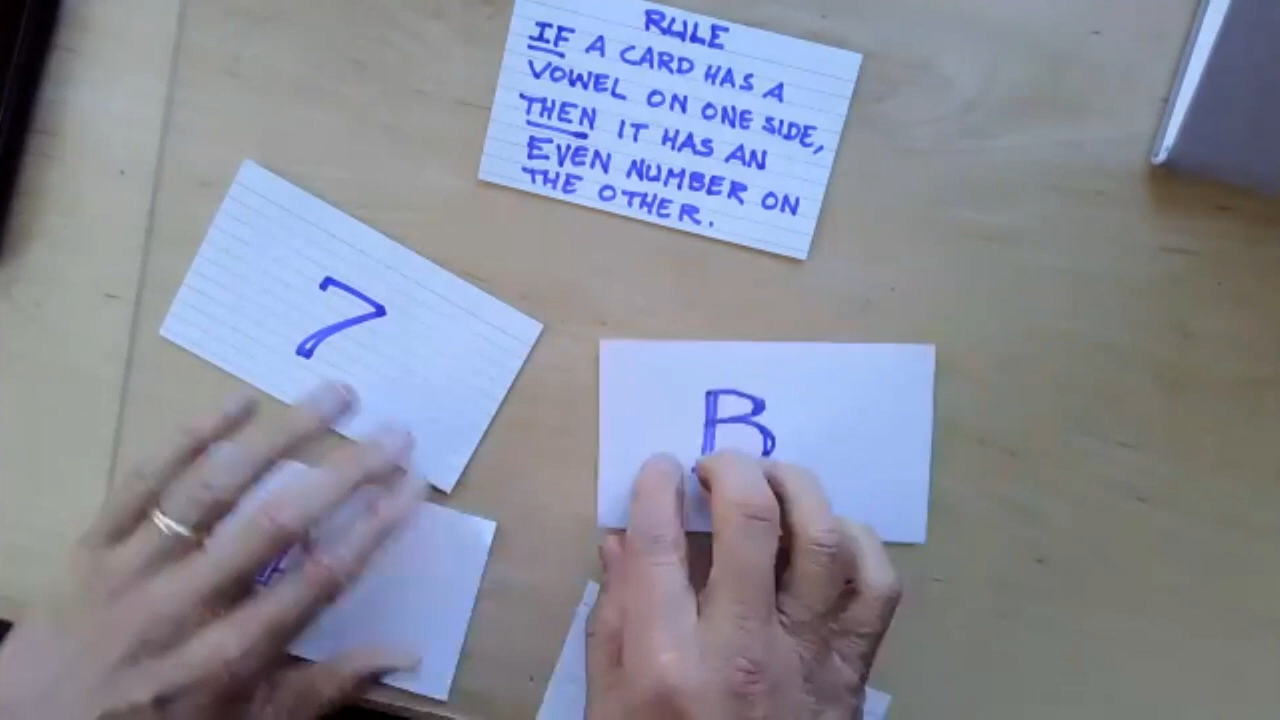 RULE
IF A CARD HAS A
VOWEL ON ONE SIDE,
THEN IT HAS AN
EVEN NUMBER ON
THE OTHER.
7
B